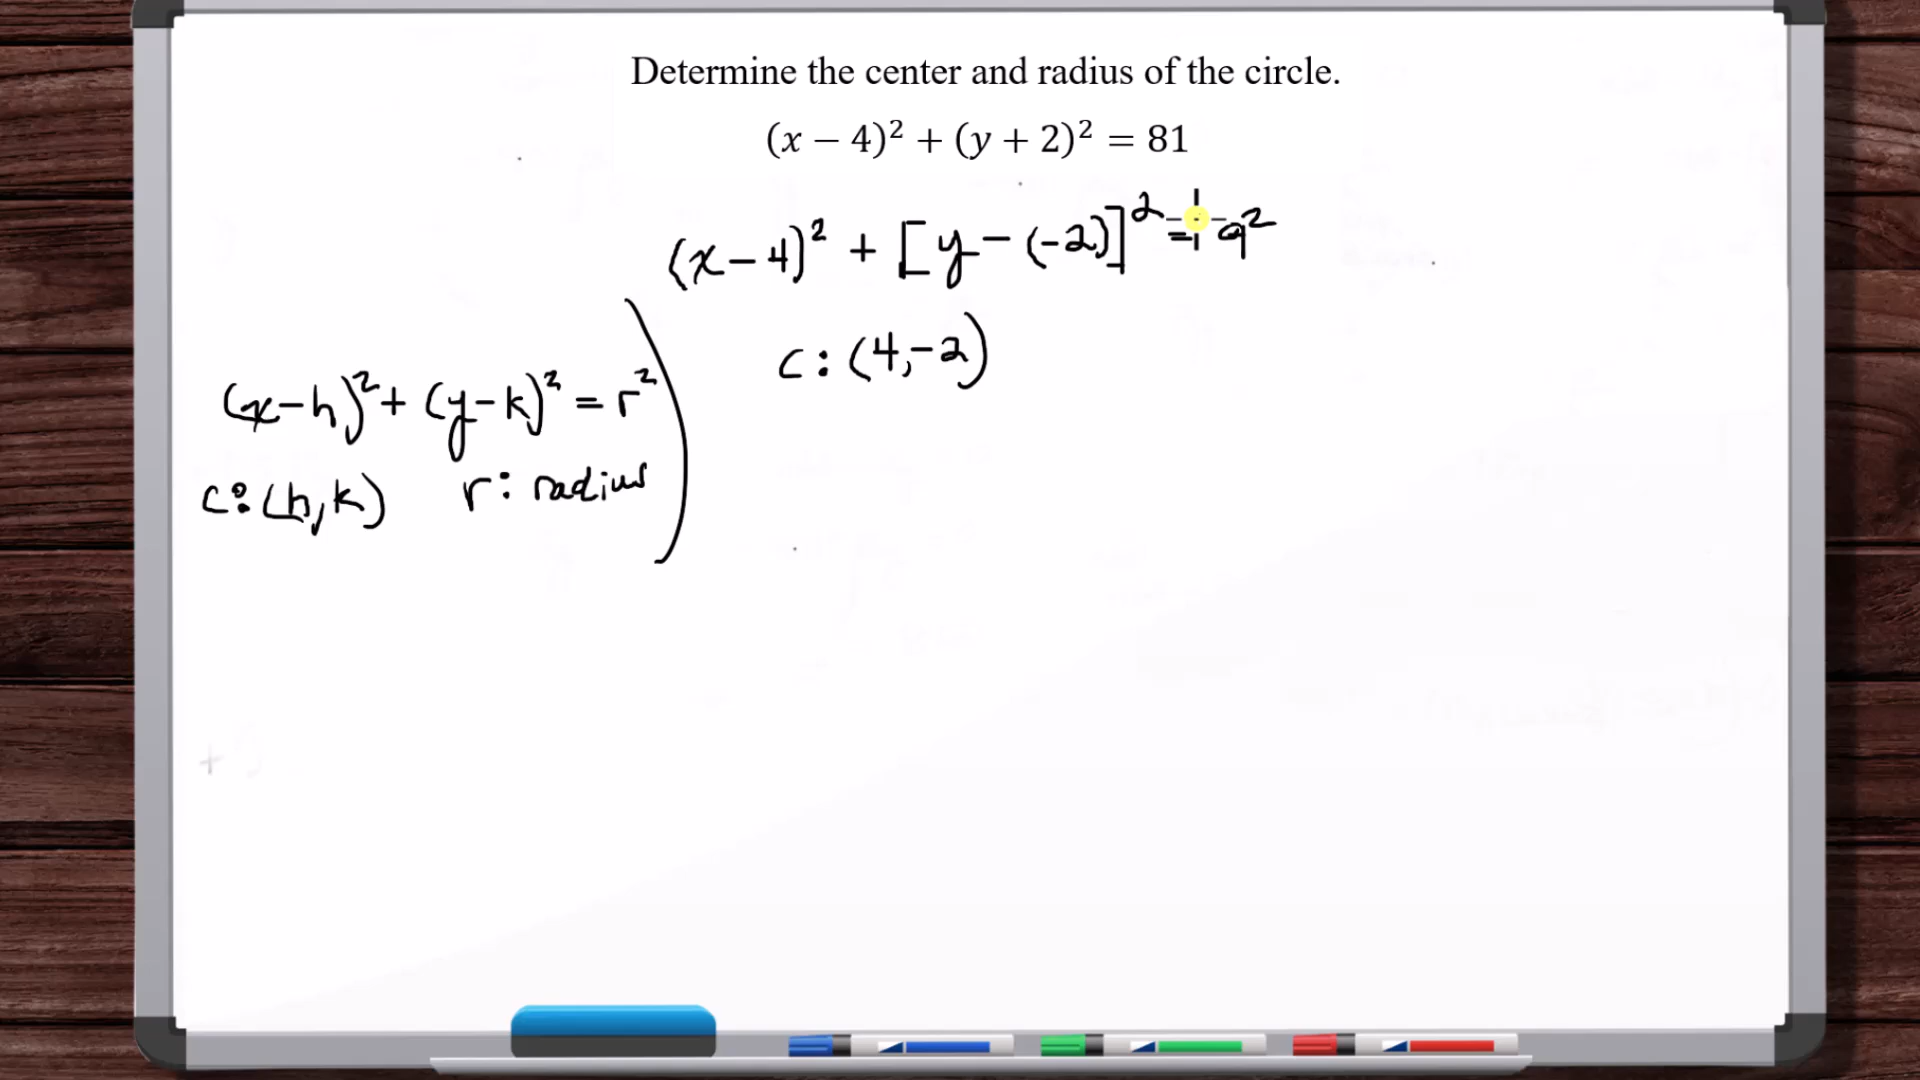 Determine the center and radius of the circle.
(x − 4)² + (y + 2)² = 81
(x − 4)² + [y − (−2)]² = 9²
c: (4, −2)
(x − h)² + (y − k)² = r²
c: (h, k) r: radius